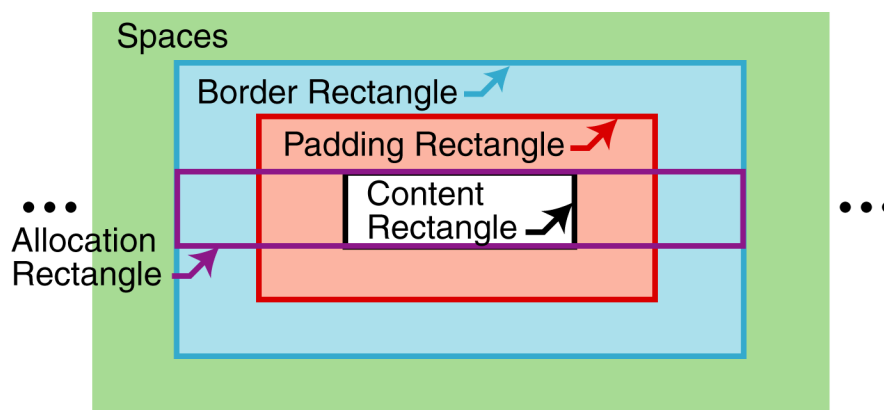 Spaces
Border Rectangle
Padding Rectangle
Content
Rectangle
...
...
Allocation
Rectangle